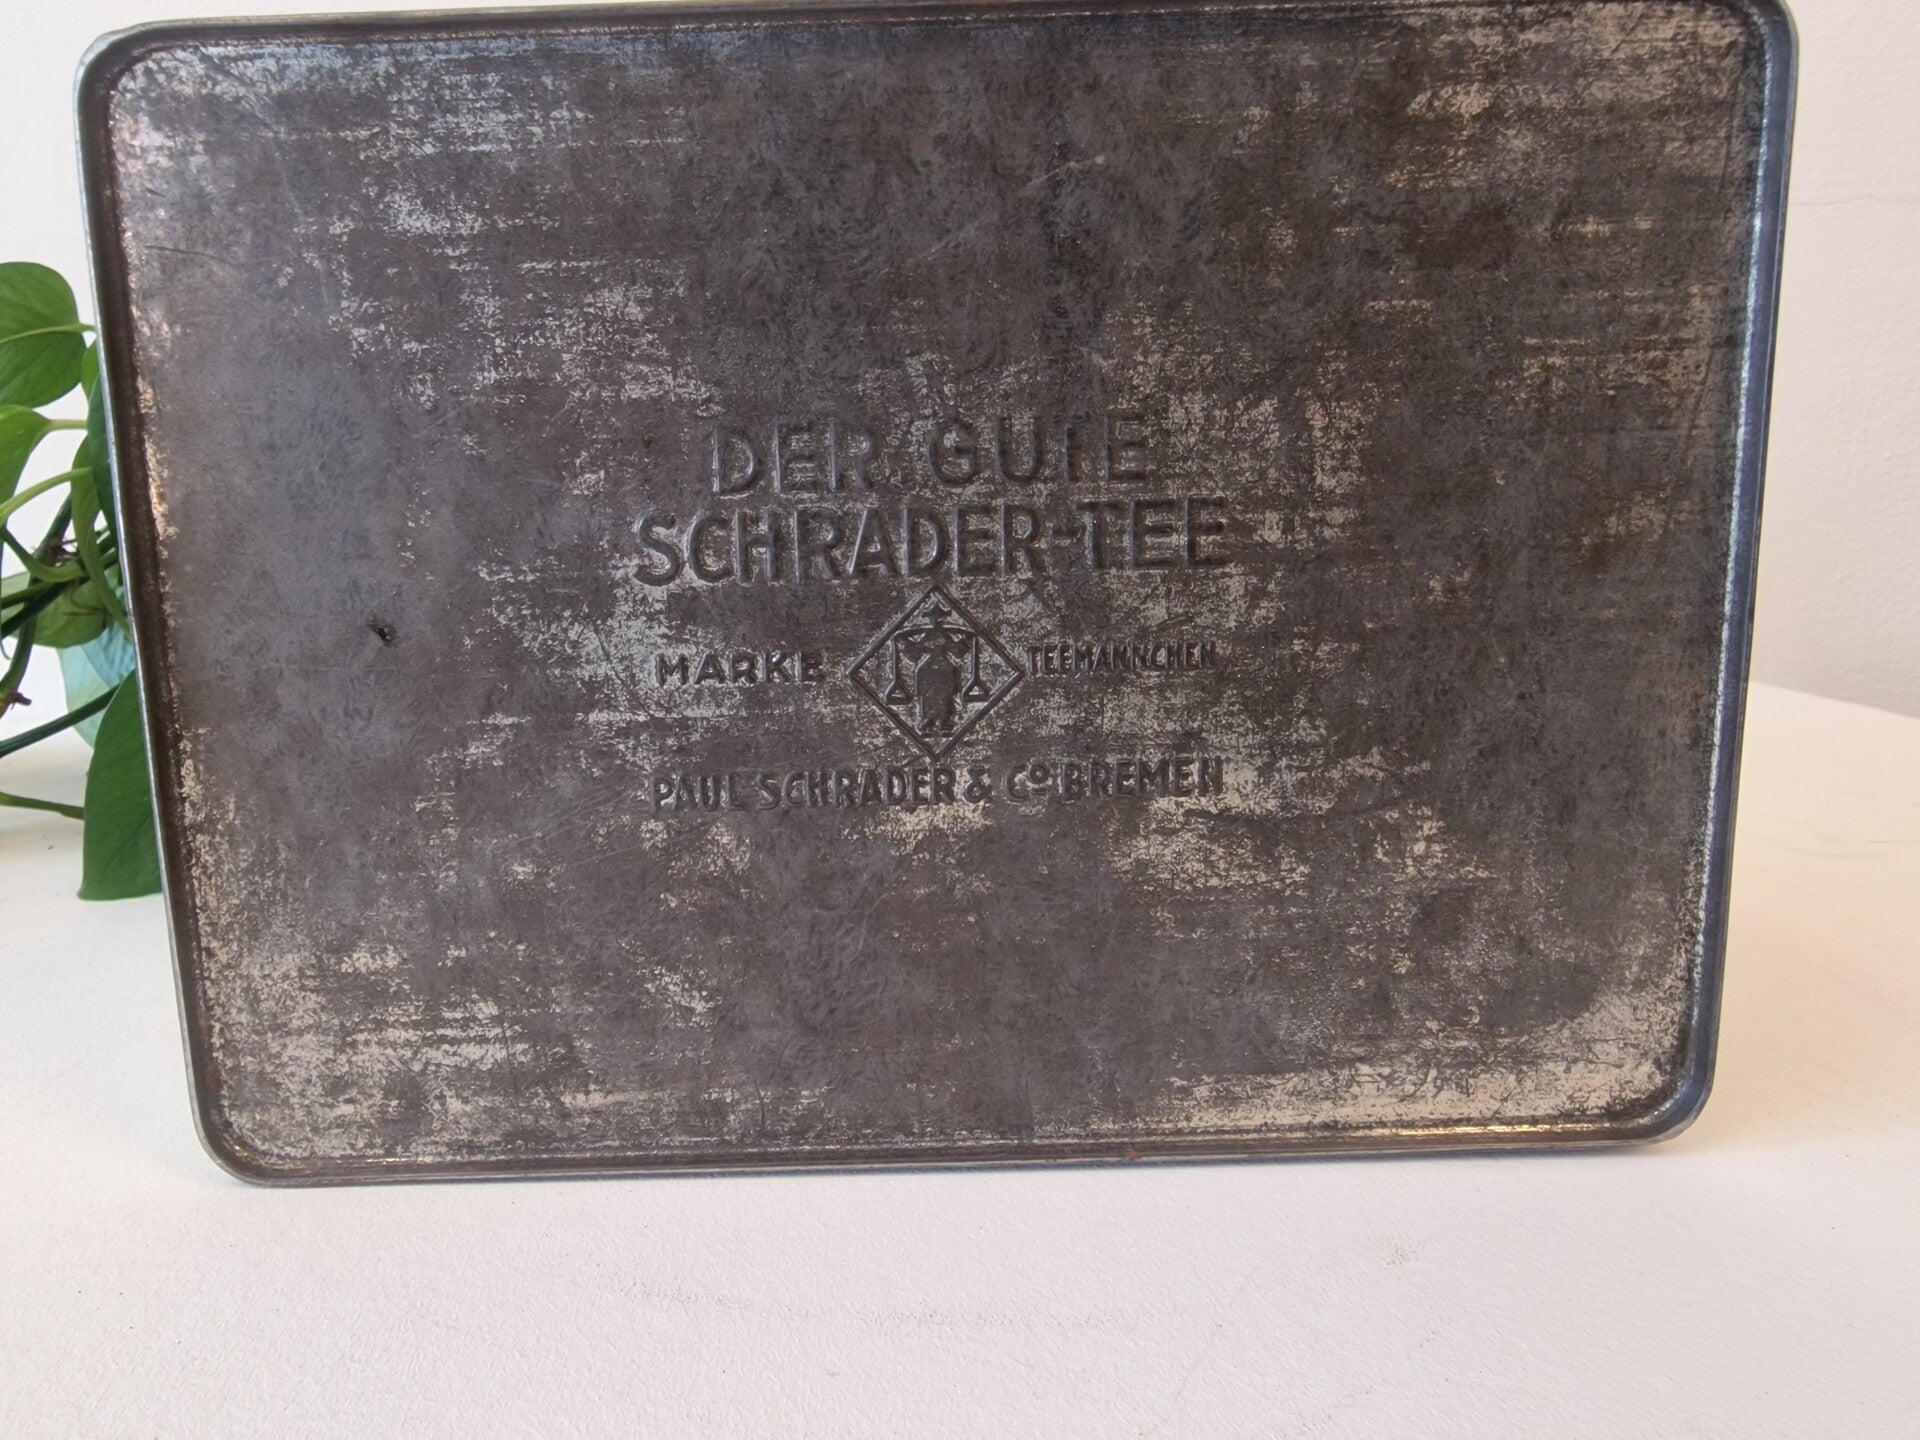 DER GUTE
SCHRADER-TEE
MARKE TEEMÄNNCHEN
PAUL SCHRADER & Cº BREMEN